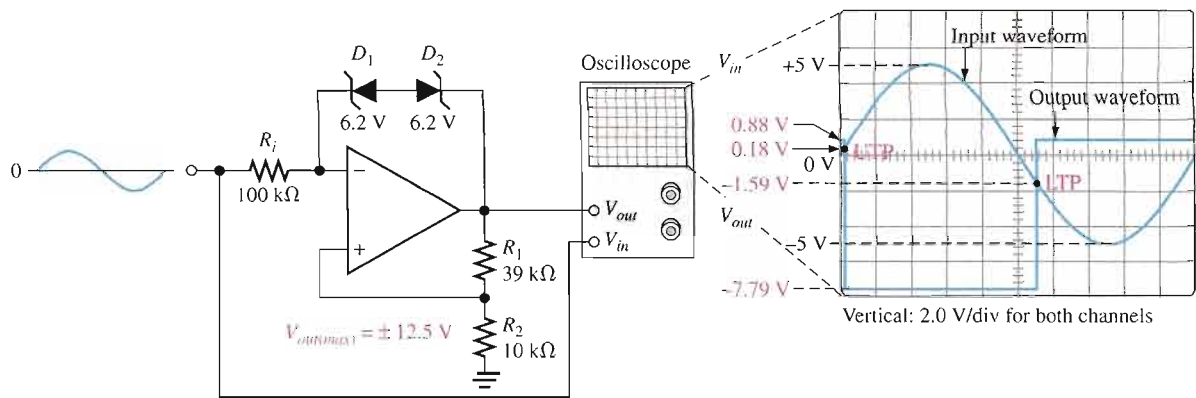 D1
D2
6.2 V
6.2 V
0
Ri
100 kΩ
−
+
R1
39 kΩ
R2
10 kΩ
Vout(max) = ± 12.5 V
Oscilloscope
Vout
Vin
Vin
Vout
+5 V
0.88 V
0.18 V
0 V
−1.59 V
−5 V
−7.79 V
Input waveform
Output waveform
LTP
Vertical: 2.0 V/div for both channels